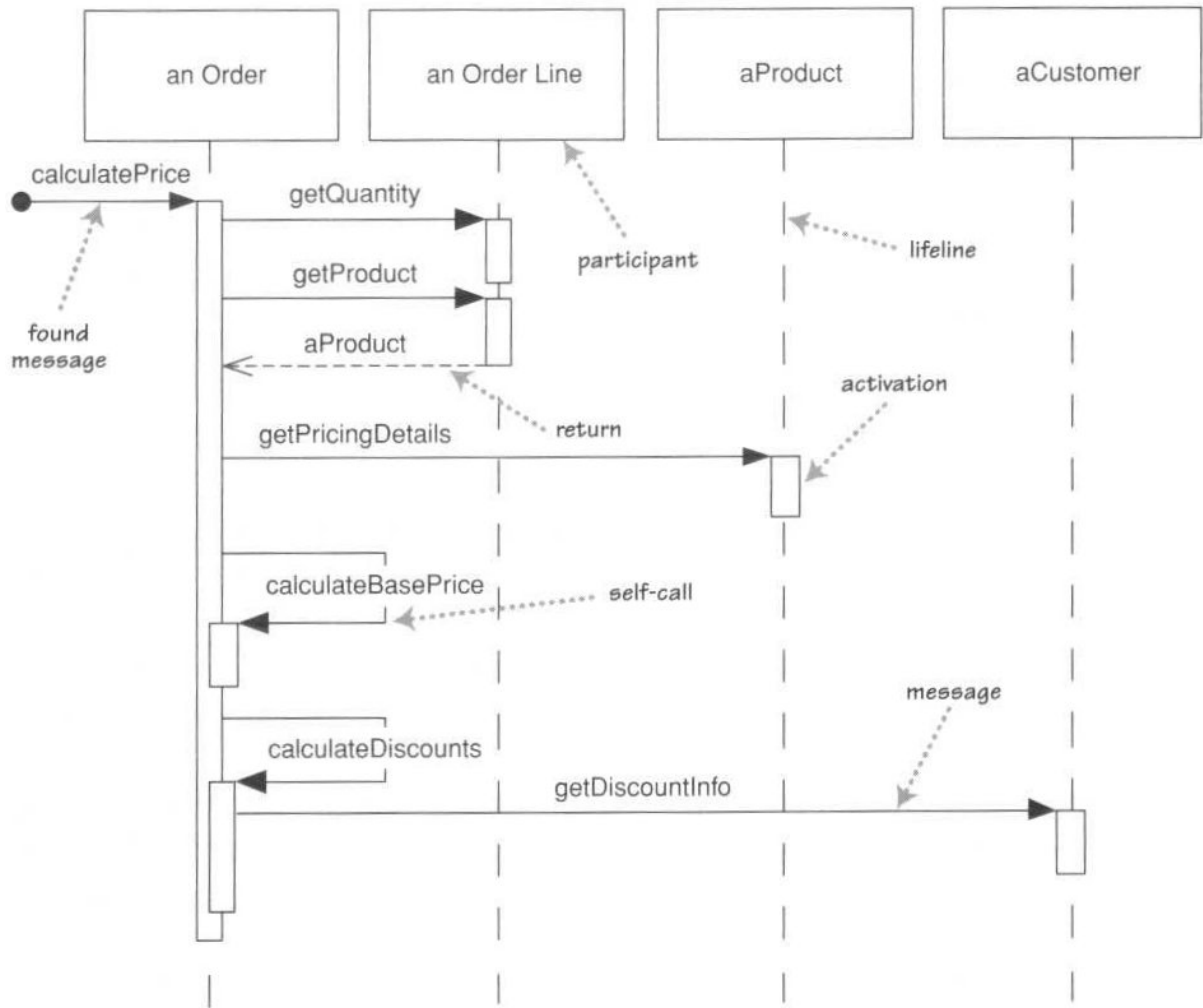 an Order
an Order Line
aProduct
aCustomer
calculatePrice
getQuantity
participant
lifeline
getProduct
found
message
aProduct
activation
return
getPricingDetails
calculateBasePrice
self-call
message
calculateDiscounts
getDiscountInfo